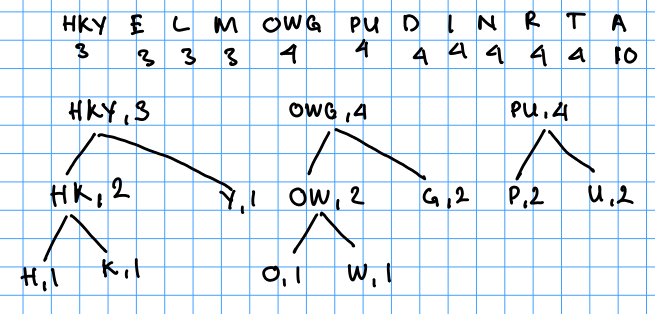 HKY E L M OWG PU D I N R T A
3 3 3 3 4 4 4 4 4 4 4 10
HKY,3 OWG,4 PU,4
HK,2 Y,1 OW,2 G,2 P,2 U,2
H,1 K,1 O,1 W,1